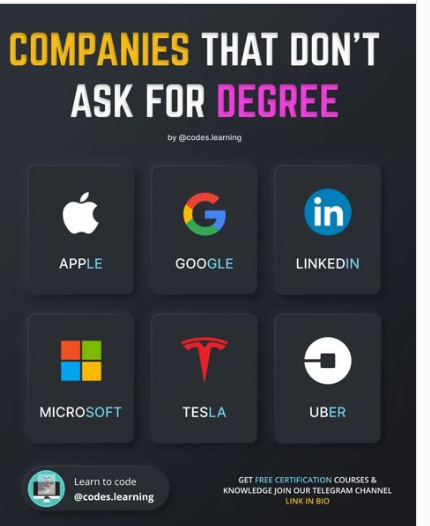 COMPANIES THAT DON'T
ASK FOR DEGREE
by @codes.learning
APPLE
GOOGLE
LINKEDIN
in
MICROSOFT
TESLA
UBER
Learn to code
@codes.learning
GET FREE CERTIFICATION COURSES &
KNOWLEDGE JOIN OUR TELEGRAM CHANNEL
LINK IN BIO